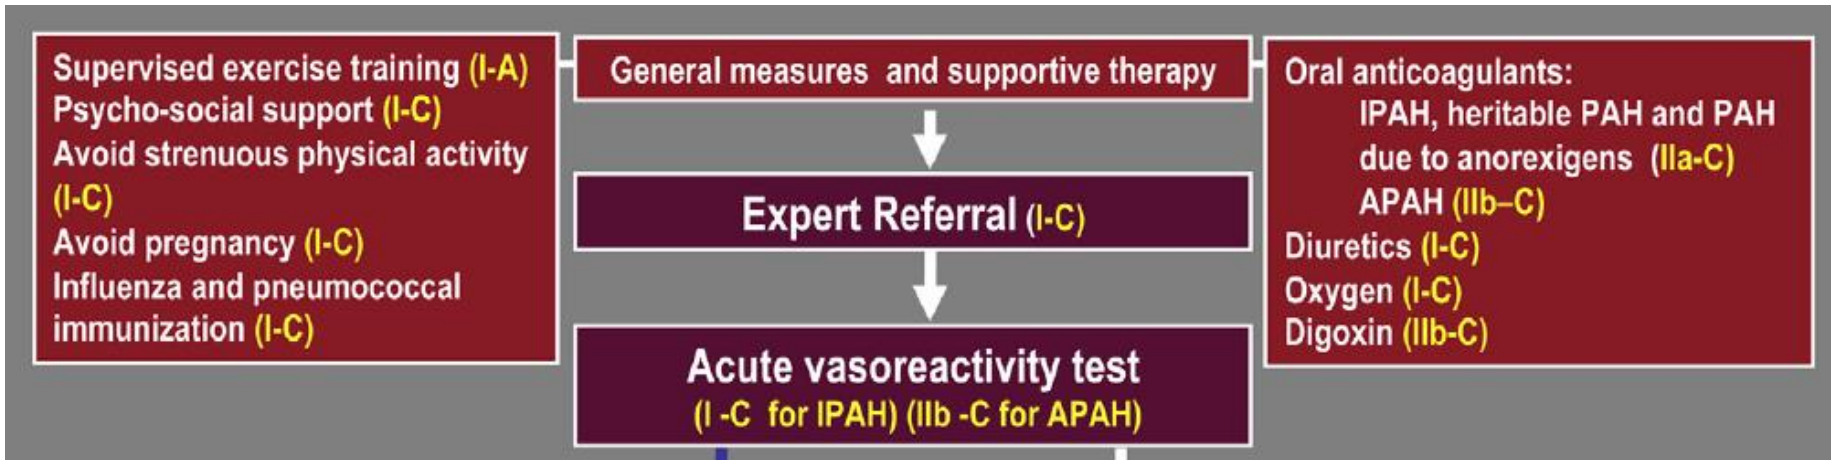 Supervised exercise training (I-A)
Psycho-social support (I-C)
Avoid strenuous physical activity
(I-C)
Avoid pregnancy (I-C)
Influenza and pneumococcal
immunization (I-C)
General measures and supportive therapy
Expert Referral (I-C)
Acute vasoreactivity test
(I -C for IPAH) (IIb -C for APAH)
Oral anticoagulants:
IPAH, heritable PAH and PAH
due to anorexigens (IIa-C)
APAH (IIb–C)
Diuretics (I-C)
Oxygen (I-C)
Digoxin (IIb-C)